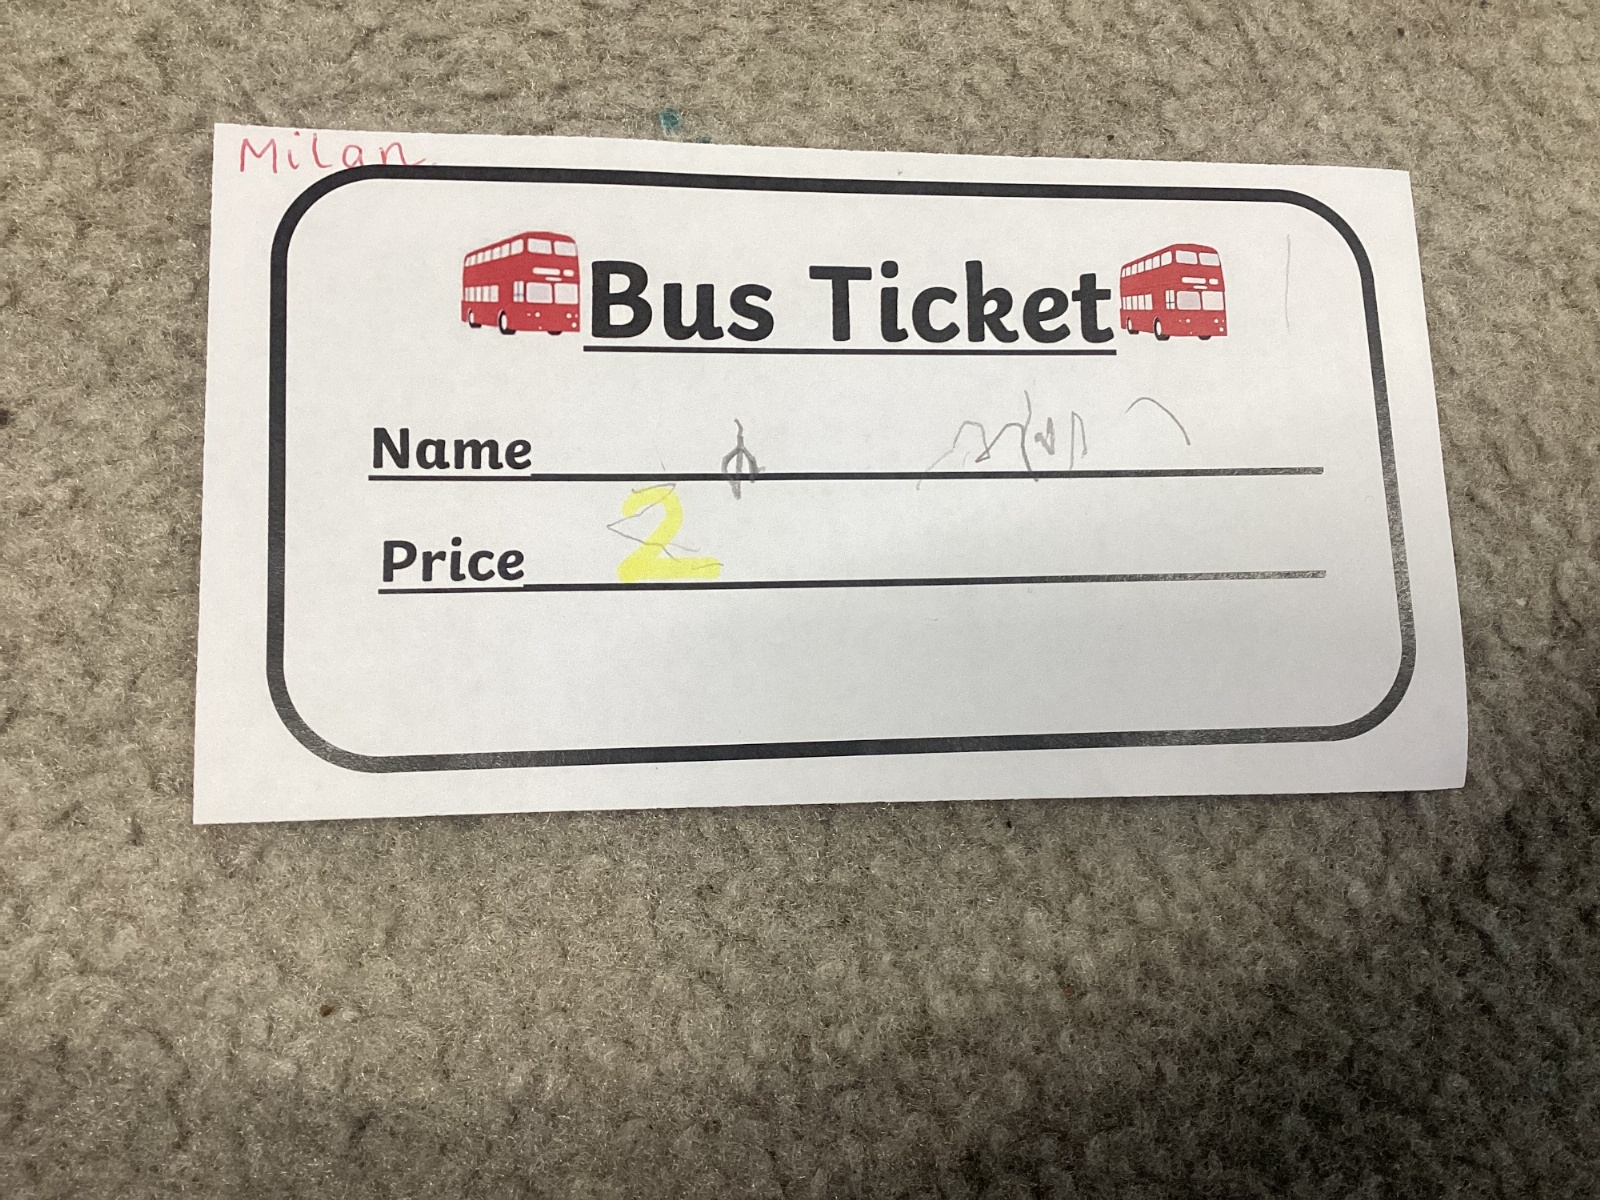 Milan
Bus Ticket
Name
Price 2